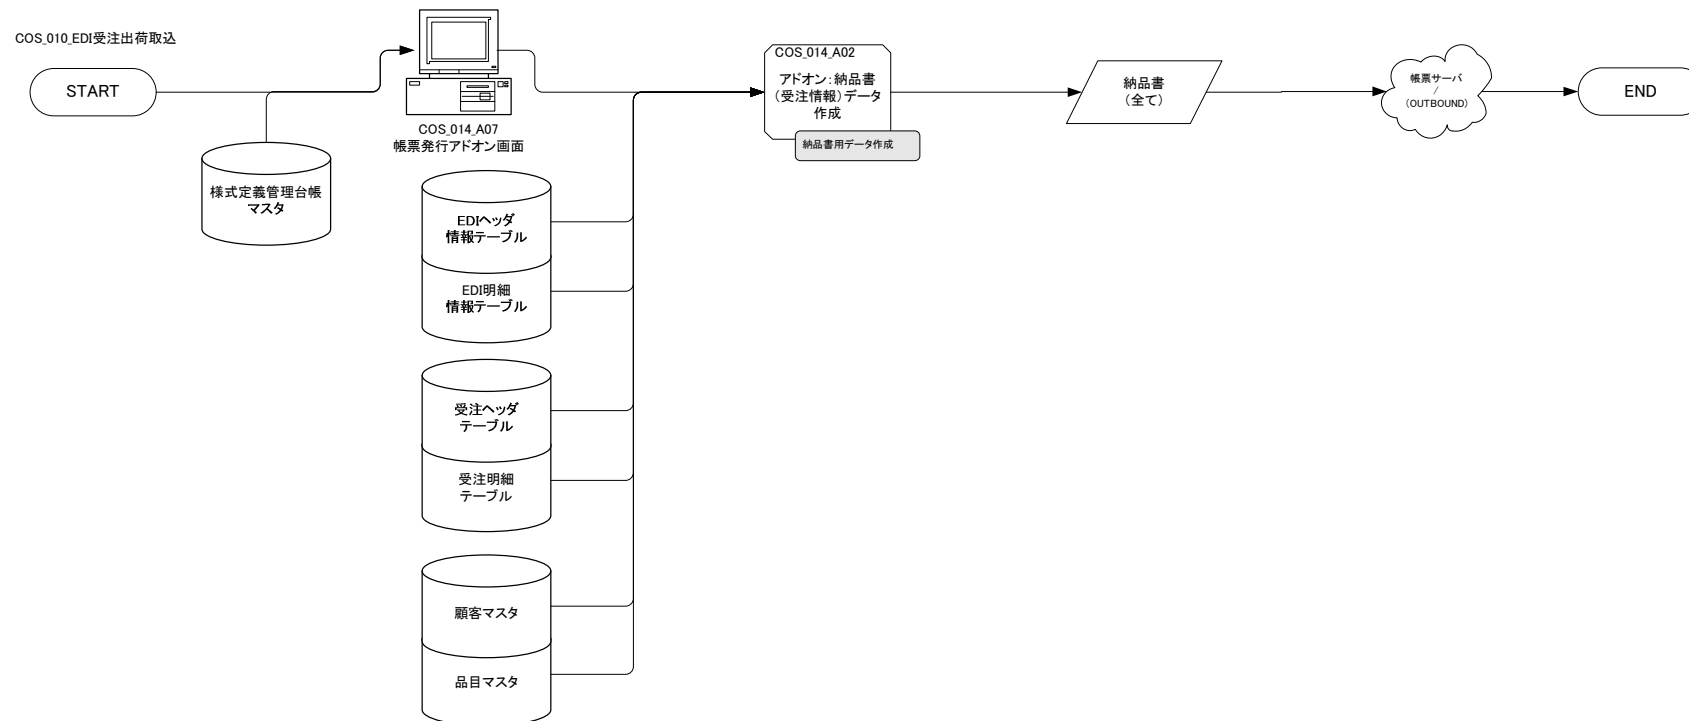 COS_010_EDI受注出荷取込
START
様式定義管理台帳
マスタ
COS_014_A07
帳票発行アドオン画面
EDIヘッダ
情報テーブル
EDI明細
情報テーブル
受注ヘッダ
テーブル
受注明細
テーブル
顧客マスタ
品目マスタ
COS_014_A02
アドオン：納品書
（受注情報）データ
作成
納品書用データ作成
納品書
（全て）
帳票サーバ
/
（OUTBOUND）
END